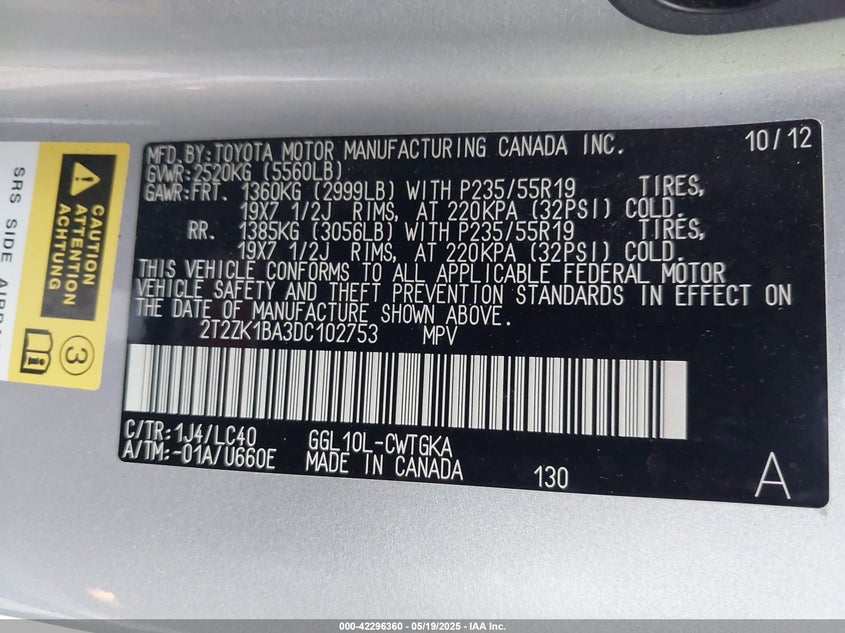 MFD.BY:TOYOTA MOTOR MANUFACTURING CANADA INC. 10/12
GVWR:2520KG (5560LB)
GAWR:FRT. 1360KG (2999LB) WITH P235/55R19 TIRES,
19X7 1/2J RIMS, AT 220KPA (32PSI) COLD.
RR. 1385KG (3056LB) WITH P235/55R19 TIRES,
19X7 1/2J RIMS, AT 220KPA (32PSI) COLD.
THIS VEHICLE CONFORMS TO ALL APPLICABLE FEDERAL MOTOR
VEHICLE SAFETY AND THEFT PREVENTION STANDARDS IN EFFECT ON
THE DATE OF MANUFACTURE SHOWN ABOVE.
2T2ZK1BA3DC102753 MPV
C/TR:1J4/LC40 GGL10L-CWTGKA
A/TM:-01A/U660E MADE IN CANADA 130 A
CAUTION
ATTENTION
ACHTUNG
3
SRS SIDE
000-42296360 - 05/19/2025 - IAA Inc.